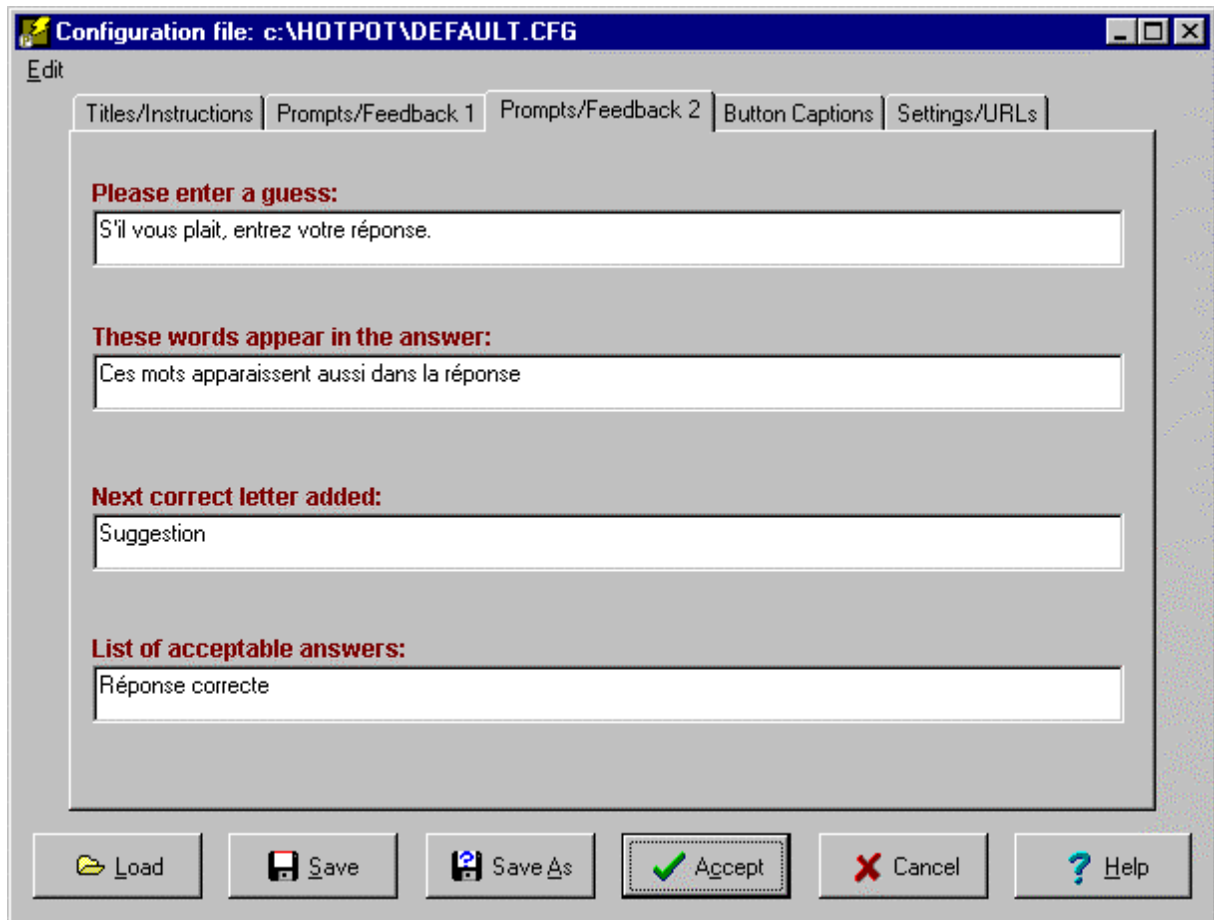 Configuration file: c:\HOTPOT\DEFAULT.CFG
Edit
Titles/Instructions Prompts/Feedback 1 Prompts/Feedback 2 Button Captions Settings/URLs
Please enter a guess:
S'il vous plait, entrez votre réponse.
These words appear in the answer:
Ces mots apparaissent aussi dans la réponse
Next correct letter added:
Suggestion
List of acceptable answers:
Réponse correcte
Load Save Save As Accept Cancel Help